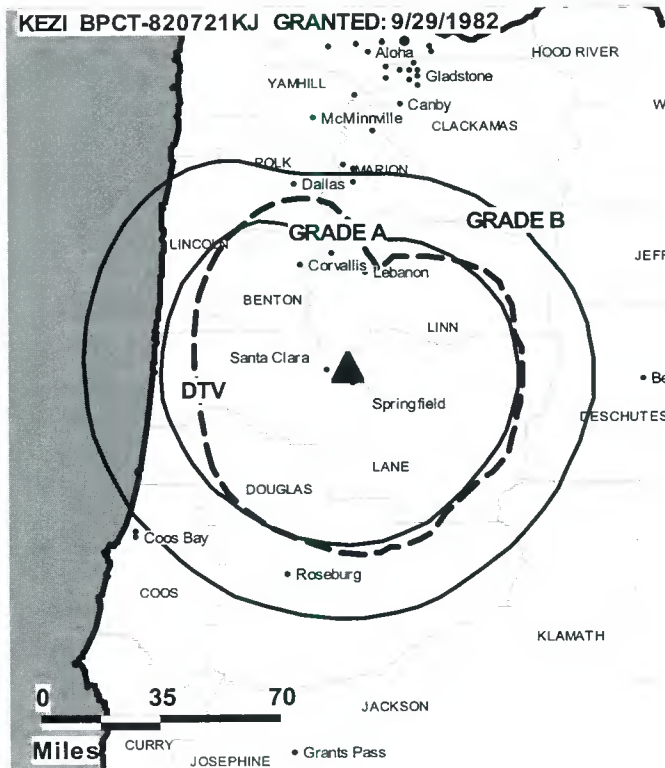 KEZI BPCT-820721KJ GRANTED: 9/29/1982
Aloha
HOOD RIVER
Gladstone
YAMHILL
Canby
McMinnville
CLACKAMAS
POLK
MARION
Dallas
GRADE B
GRADE A
LINCOLN
JEFF
Corvallis
Lebanon
BENTON
LINN
Santa Clara
DTV
Springfield
Be
DESCHUTES
LANE
DOUGLAS
Coos Bay
Roseburg
COOS
KLAMATH
0 35 70
JACKSON
Miles
CURRY
JOSEPHINE
Grants Pass